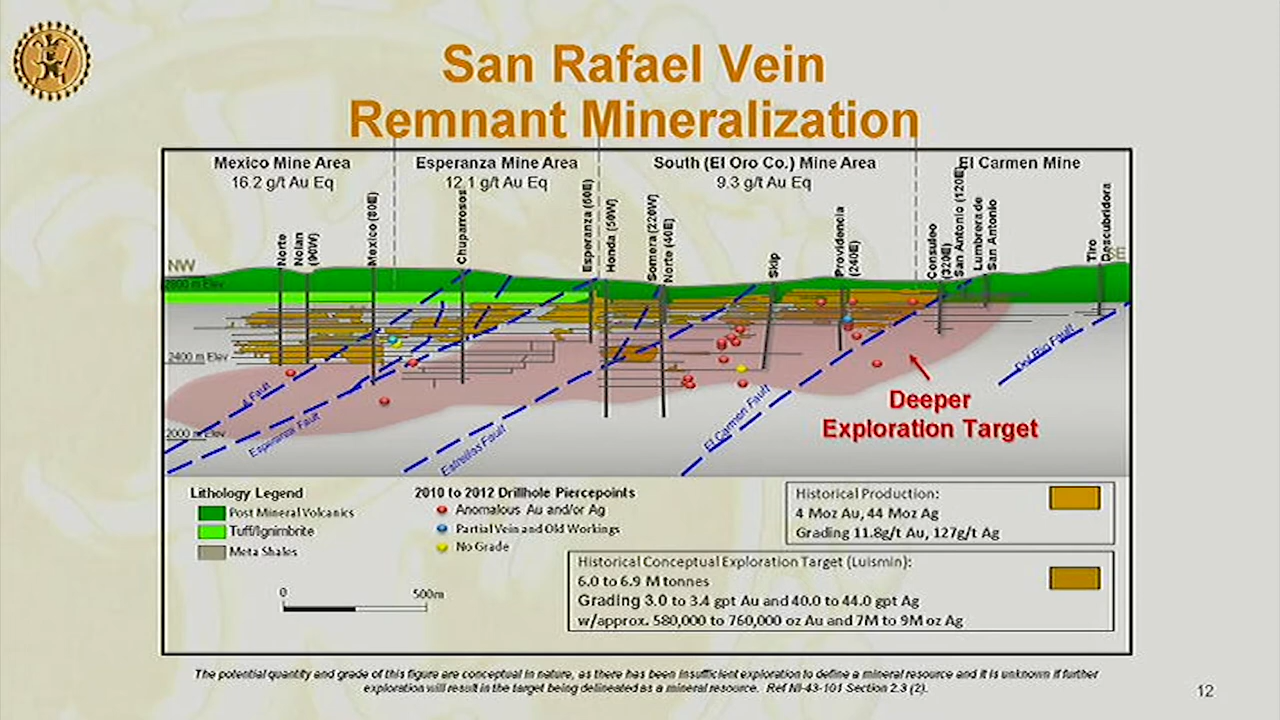 San Rafael Vein
Remnant Mineralization
Mexico Mine Area
16.2 g/t Au Eq
Esperanza Mine Area
12.1 g/t Au Eq
South (El Oro Co.) Mine Area
9.3 g/t Au Eq
El Carmen Mine
Norte
Nolan
(90W)
Mexico (80E)
Chuparrosos
Esperanza (60E)
Honda (50W)
Somera (220W)
Norte (40E)
Skip
Providencia
(240E)
Consuleo
(320E)
San Antonio (120E)
Lumbrera de
San Antonio
Tiro
Descubridora
NW
SE
2800 m Elev
2400 m Elev
2000 m Elev
A Fault
Esperanza Fault
Estrellas Fault
El Carmen Fault
Del Rig Fault
Deeper
Exploration Target
Lithology Legend
Post Mineral Volcanics
Tuff/Ignimbrite
Meta Shales
0
500m
2010 to 2012 Drillhole Piercepoints
Anomalous Au and/or Ag
Partial Vein and Old Workings
No Grade
Historical Production:
4 Moz Au, 44 Moz Ag
Grading 11.8g/t Au, 127g/t Ag
Historical Conceptual Exploration Target (Luismin):
6.0 to 6.9 M tonnes
Grading 3.0 to 3.4 gpt Au and 40.0 to 44.0 gpt Ag
w/approx. 580,000 to 760,000 oz Au and 7M to 9M oz Ag
The potential quantity and grade of this figure are conceptual in nature, as there has been insufficient exploration to define a mineral resource and it is unknown if further
exploration will result in the target being delineated as a mineral resource. Ref NI-43-101 Section 2.3 (2).
12